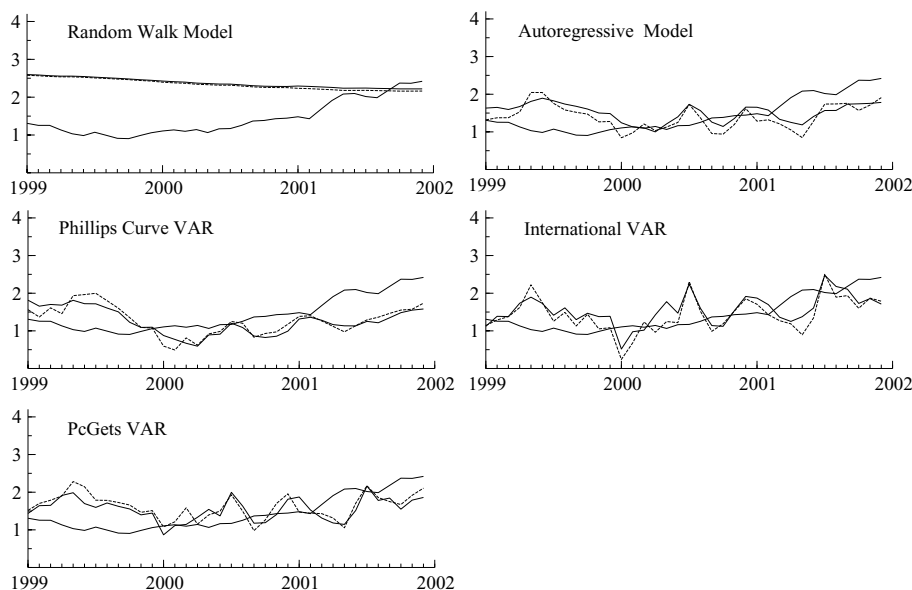 Random Walk Model
4
3
2
1
1999 2000 2001 2002
Autoregressive Model
4
3
2
1
1999 2000 2001 2002
Phillips Curve VAR
4
3
2
1
1999 2000 2001 2002
International VAR
4
3
2
1
1999 2000 2001 2002
PcGets VAR
4
3
2
1
1999 2000 2001 2002